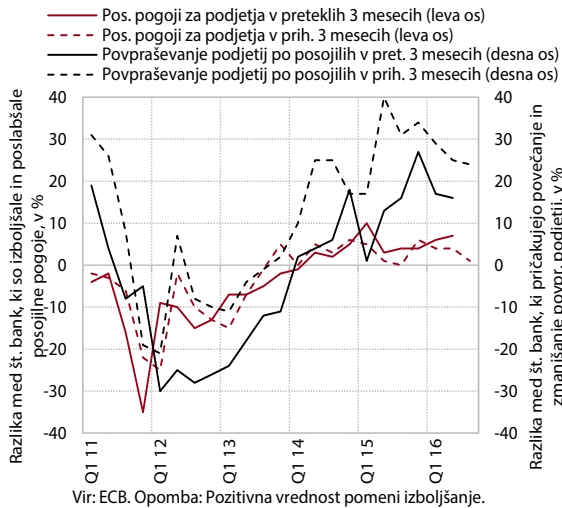 Pos. pogoji za podjetja v preteklih 3 mesecih (leva os)
Pos. pogoji za podjetja v prih. 3 mesecih (leva os)
Povpraševanje podjetij po posojilih v pret. 3 mesecih (desna os)
Povpraševanje podjetij po posojilih v prih. 3 mesecih (desna os)
Razlika med št. bank, ki so izboljšale in poslabšale
posojilne pogoje, v %
40
30
20
10
0
-10
-20
-30
-40
40
30
20
10
0
-10
-20
-30
-40
Razlika med št. bank, ki pričakujejo povečanje in
zmanjšanje povpr. podjetij, v %
Q1 11
Q1 12
Q1 13
Q1 14
Q1 15
Q1 16
Vir: ECB. Opomba: Pozitivna vrednost pomeni izboljšanje.